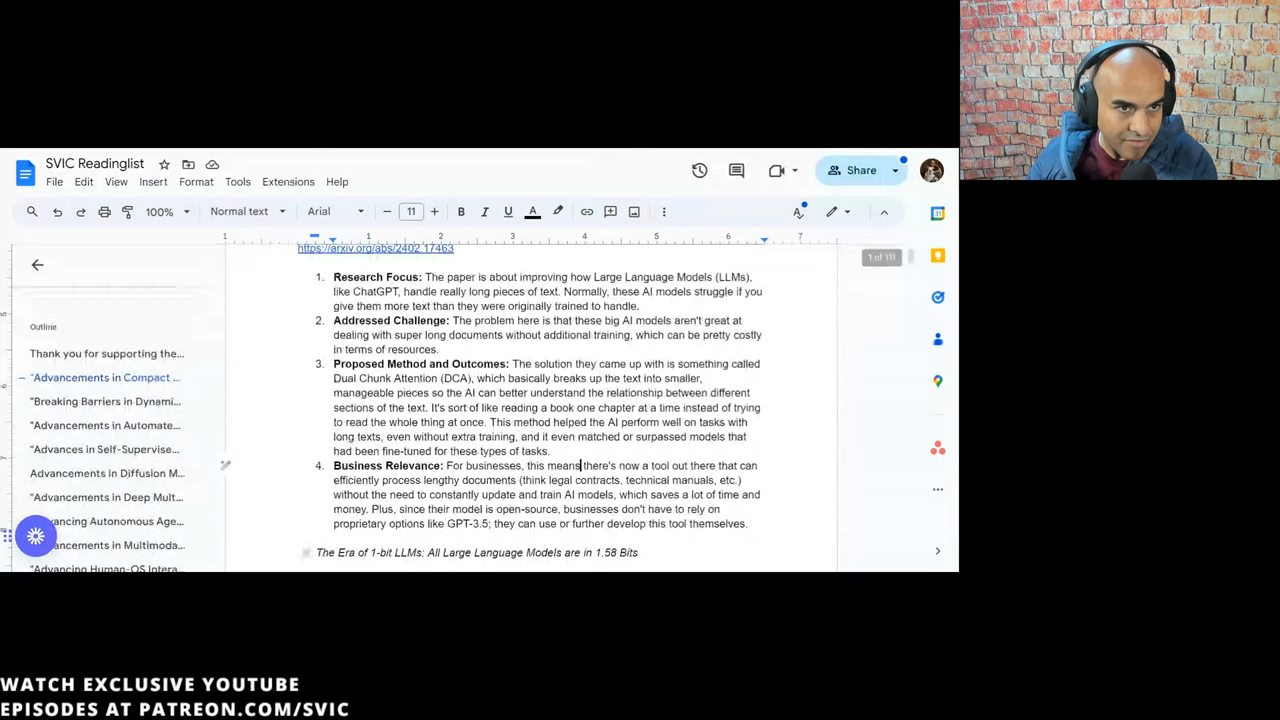 SVIC Readinglist
File Edit View Insert Format Tools Extensions Help
Share
100% Normal text Arial 11 B I U A
1 1 2 3 4 5 6 7
Outline
Thank you for supporting the...
"Advancements in Compact ...
"Breaking Barriers in Dynami...
"Advancements in Automate...
"Advances in Self-Supervise...
Advancements in Diffusion M...
"Advancements in Deep Mult...
"Advancing Autonomous Age...
"Advancements in Multimoda...
"Advancing Human-OS Intera...
https://arxiv.org/abs/2402.17463
1 of 111
1. Research Focus: The paper is about improving how Large Language Models (LLMs),
like ChatGPT, handle really long pieces of text. Normally, these AI models struggle if you
give them more text than they were originally trained to handle.
2. Addressed Challenge: The problem here is that these big AI models aren't great at
dealing with super long documents without additional training, which can be pretty costly
in terms of resources.
3. Proposed Method and Outcomes: The solution they came up with is something called
Dual Chunk Attention (DCA), which basically breaks up the text into smaller,
manageable pieces so the AI can better understand the relationship between different
sections of the text. It's sort of like reading a book one chapter at a time instead of trying
to read the whole thing at once. This method helped the AI perform well on tasks with
long texts, even without extra training, and it even matched or surpassed models that
had been fine-tuned for these types of tasks.
4. Business Relevance: For businesses, this means there's now a tool out there that can
efficiently process lengthy documents (think legal contracts, technical manuals, etc.)
without the need to constantly update and train AI models, which saves a lot of time and
money. Plus, since their model is open-source, businesses don't have to rely on
proprietary options like GPT-3.5; they can use or further develop this tool themselves.
The Era of 1-bit LLMs: All Large Language Models are in 1.58 Bits
WATCH EXCLUSIVE YOUTUBE
EPISODES AT PATREON.COM/SVIC